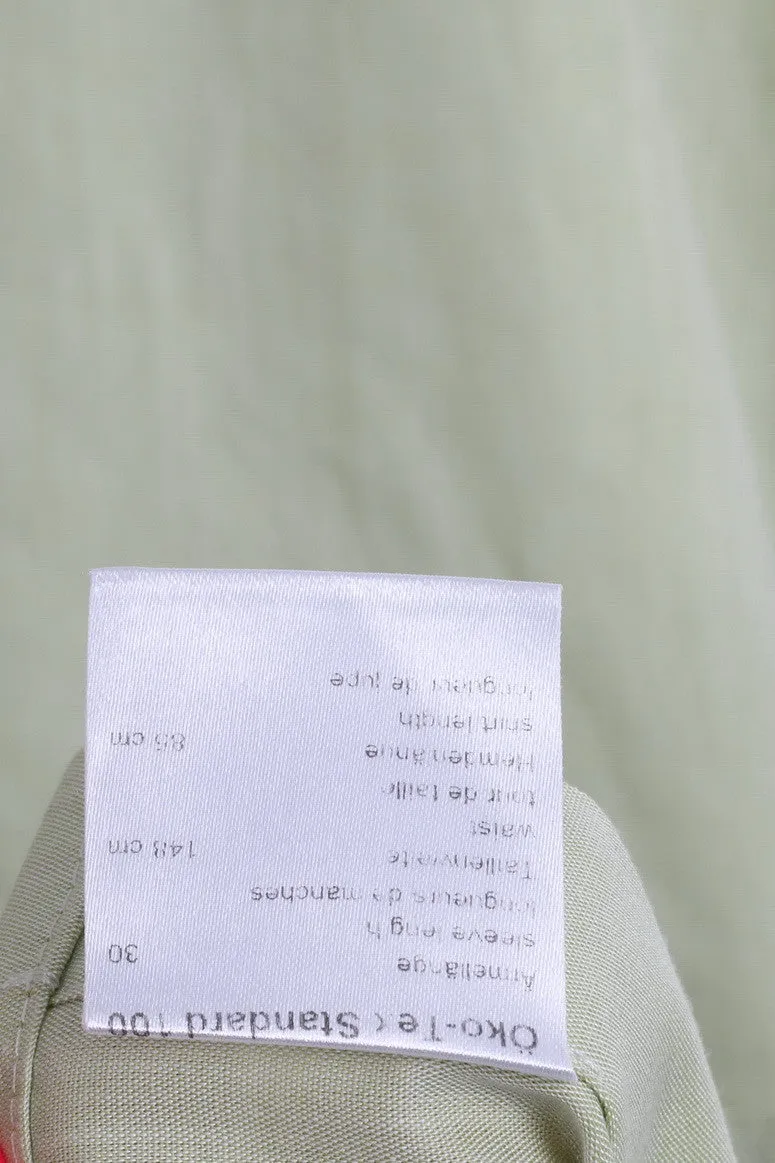 Öko-Tex Standard 100
Ärmellänge 30
sleeve length
longueurs de manches
Taillenweite 148 cm
waist
tour de taille
Hemdenlänge 85 cm
shirt length
longueur de jupe